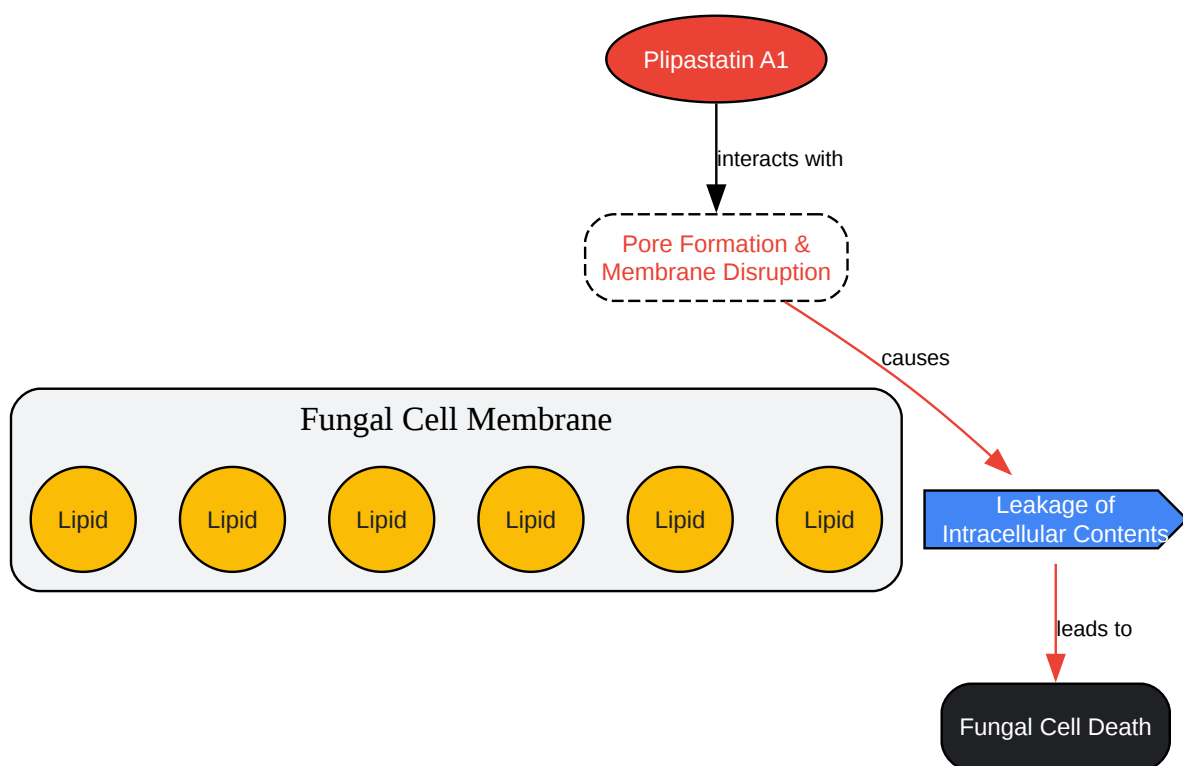 Plipastatin A1
interacts with
Pore Formation &
Membrane Disruption
causes
Fungal Cell Membrane
Lipid Lipid Lipid Lipid Lipid Lipid
Leakage of
Intracellular Contents
leads to
Fungal Cell Death